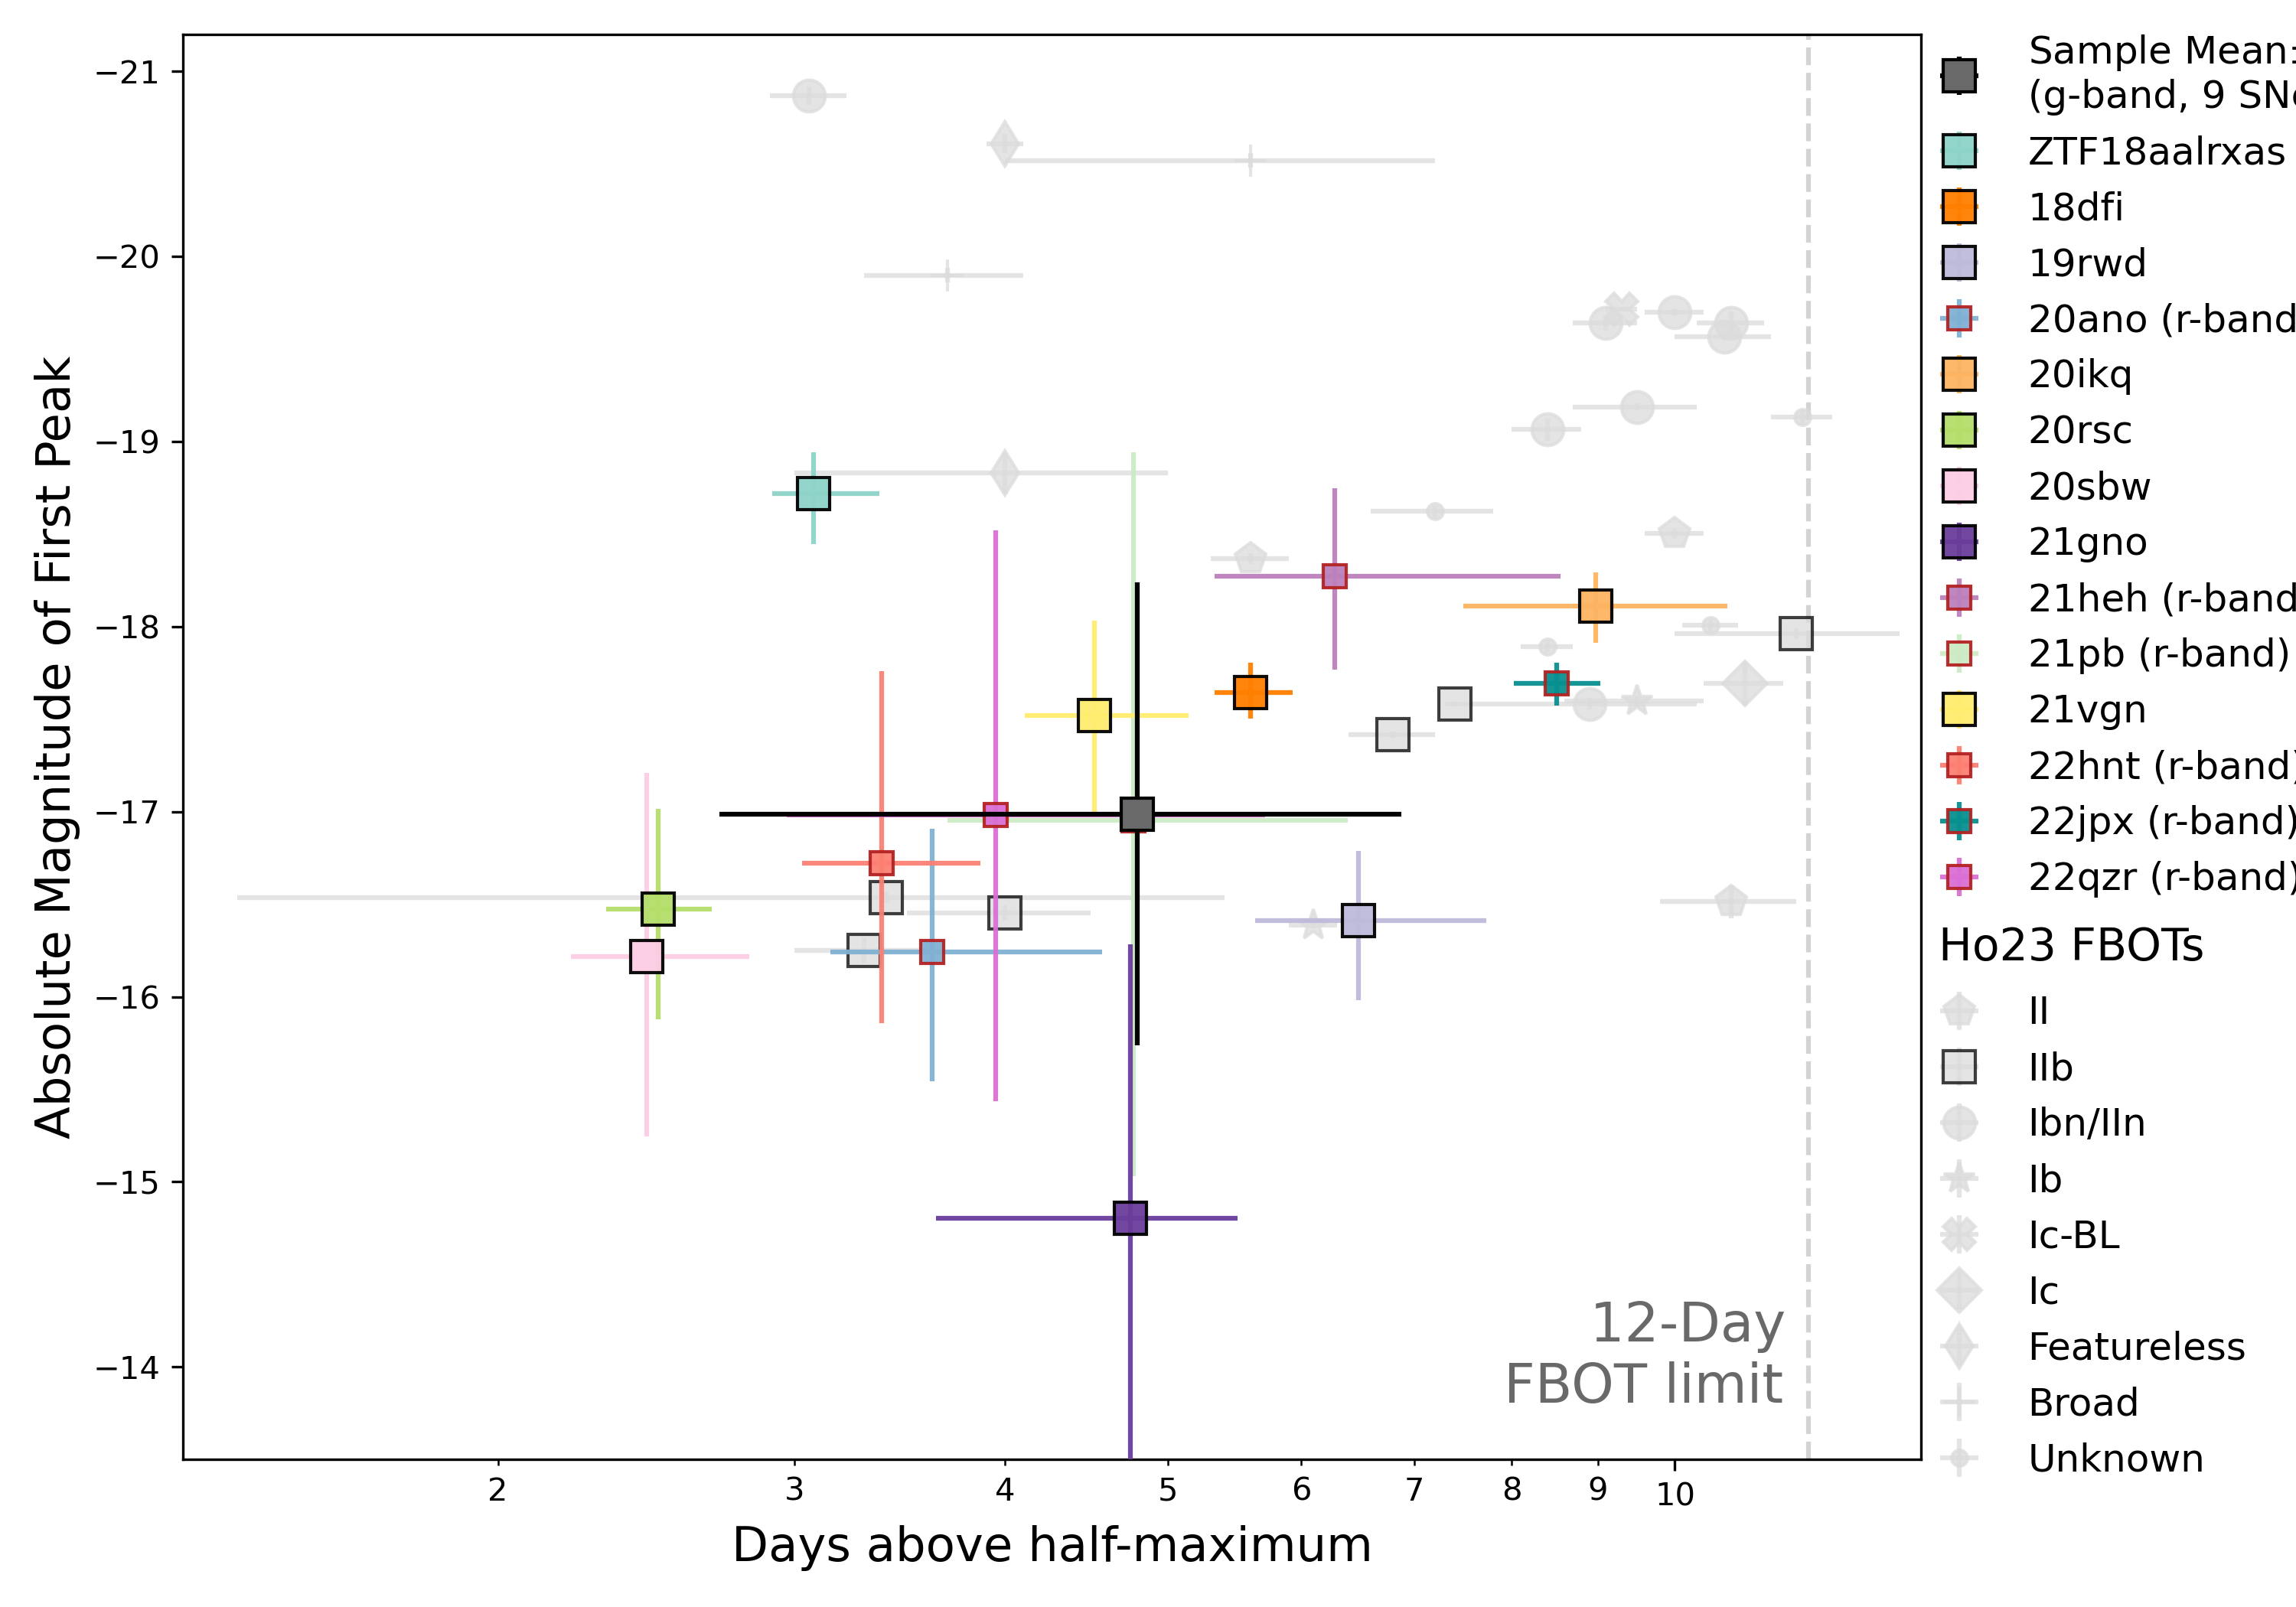 −21
−20
−19
−18
−17
−16
−15
−14
Absolute Magnitude of First Peak
2 3 4 5 6 7 8 9 10
Days above half-maximum
12-Day
FBOT limit
Sample Mean:
(g-band, 9 SNe
ZTF18aalrxas
18dfi
19rwd
20ano (r-band
20ikq
20rsc
20sbw
21gno
21heh (r-band
21pb (r-band)
21vgn
22hnt (r-band)
22jpx (r-band)
22qzr (r-band)
Ho23 FBOTs
II
IIb
Ibn/IIn
Ib
Ic-BL
Ic
Featureless
Broad
Unknown